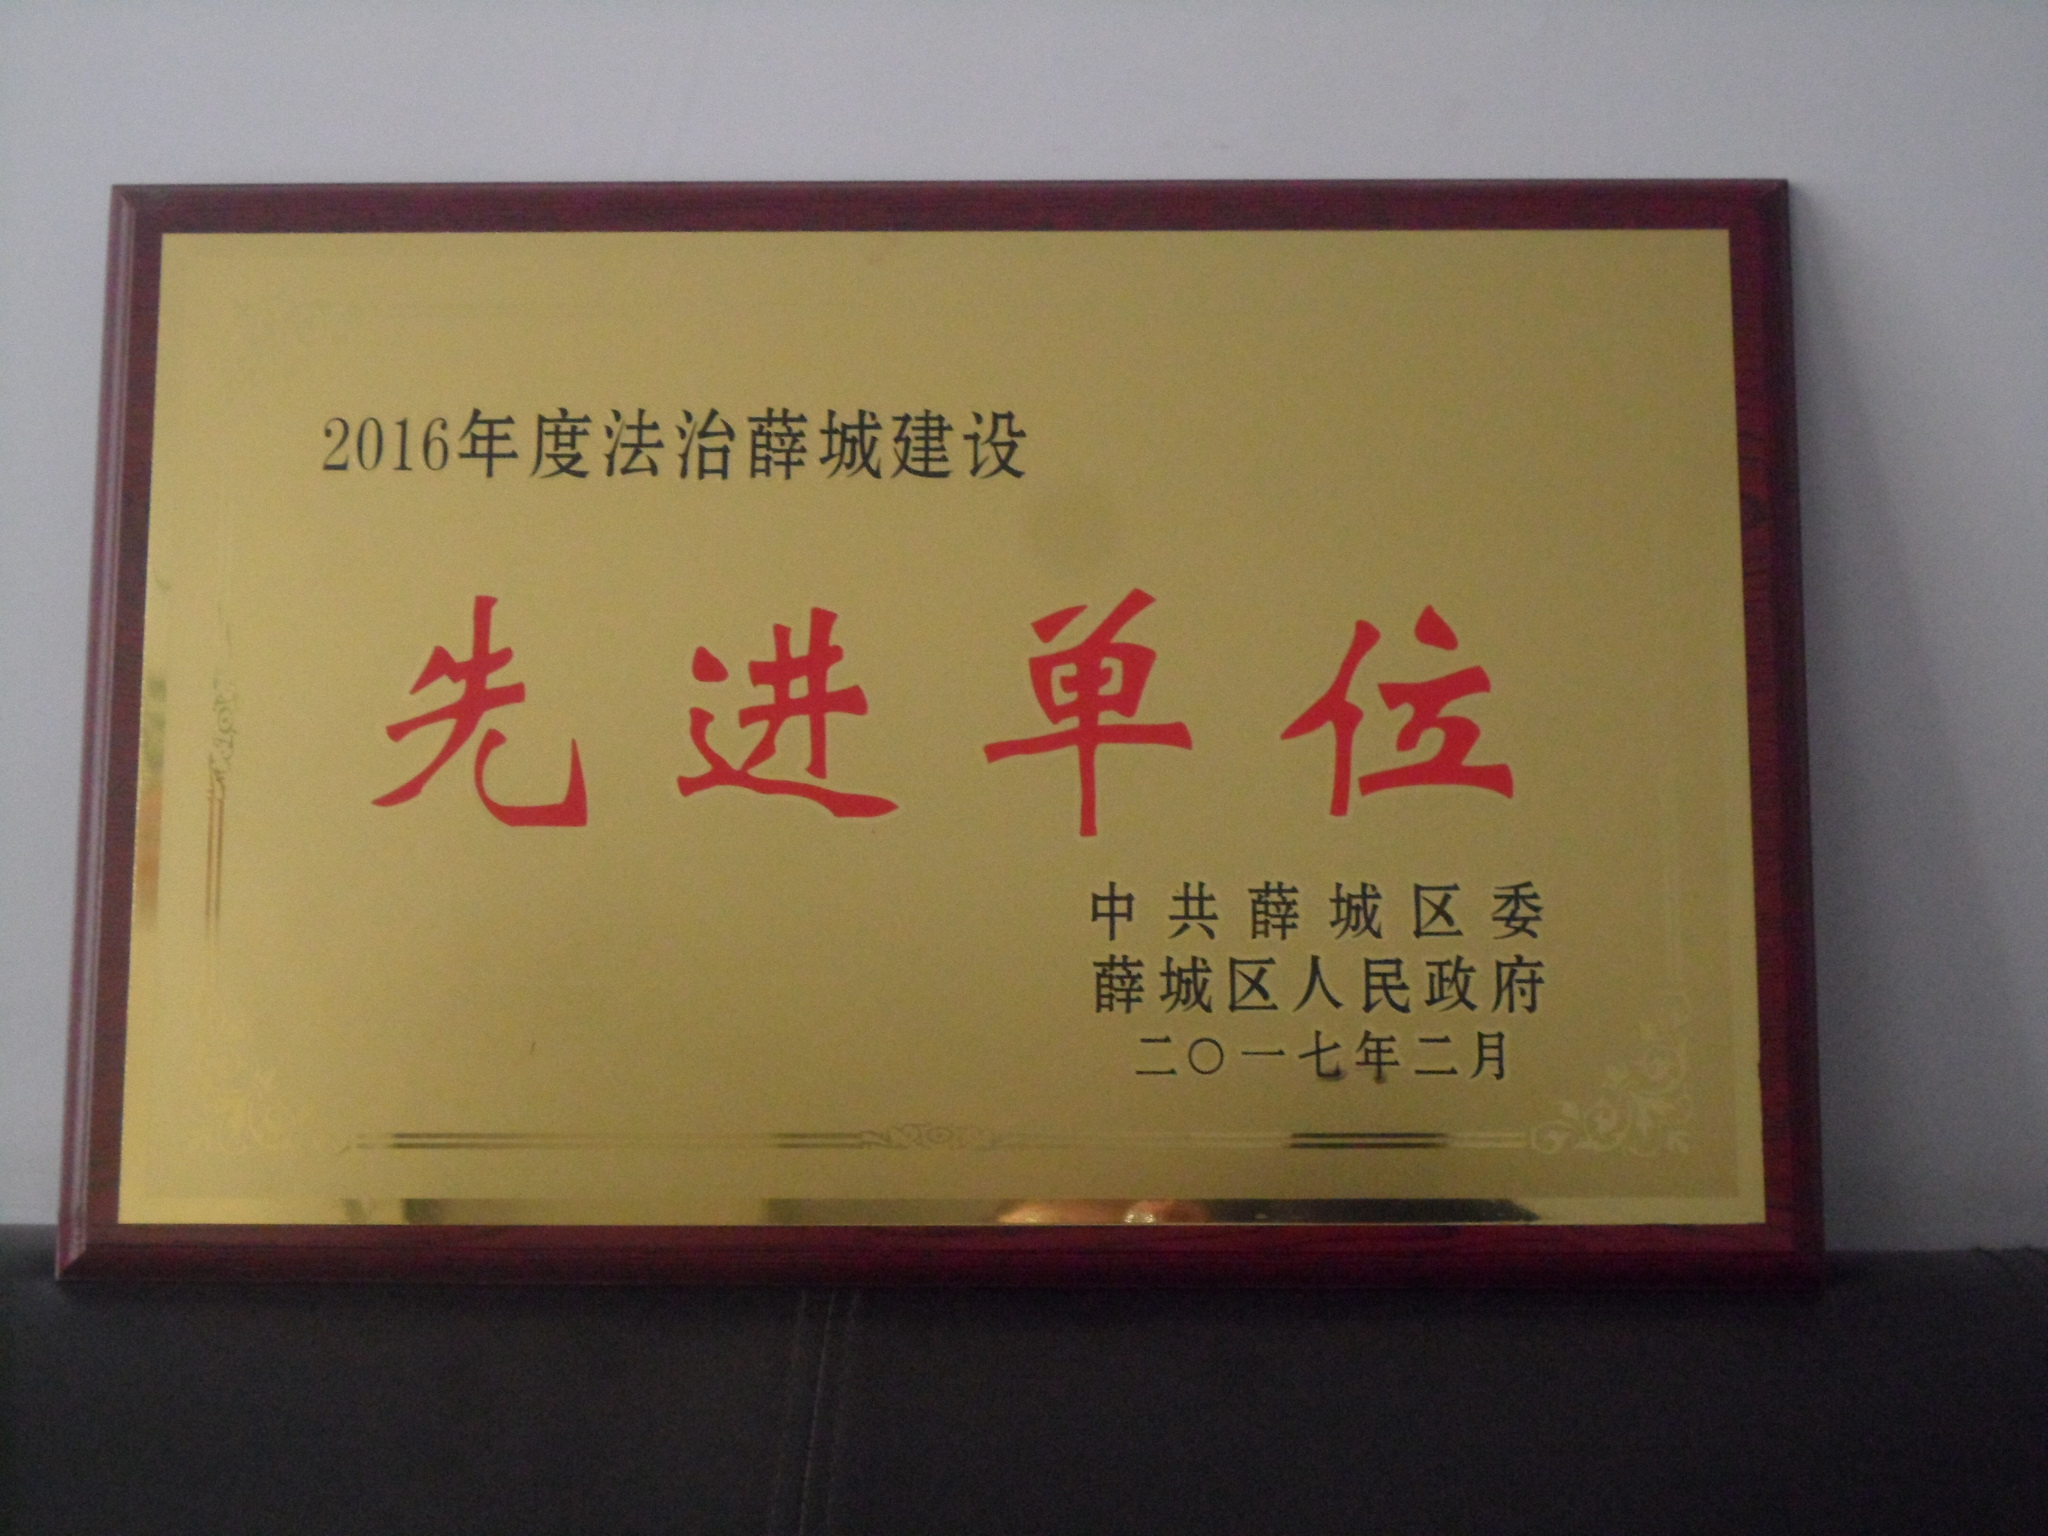 2016年度法治薛城建设
先进单位
中共薛城区委
薛城区人民政府
二〇一七年二月